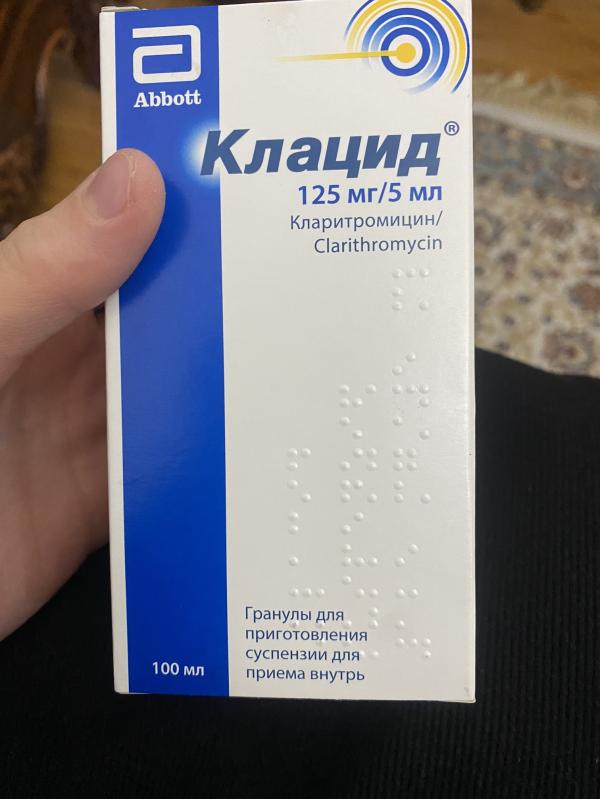 Abbott
Клацид®
125 мг/5 мл
Кларитромицин/
Clarithromycin
Гранулы для
приготовления
суспензии для
приема внутрь
100 мл